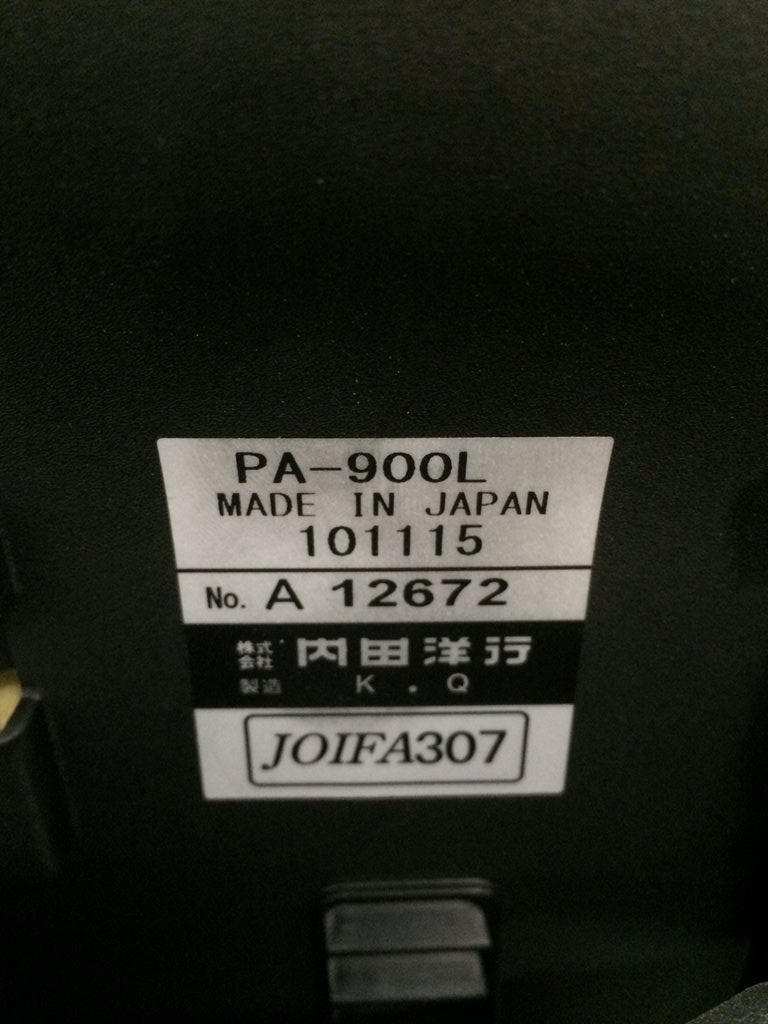 PA-900L
MADE IN JAPAN
101115
No. A 12672
株式会社 内田洋行
製造 K.Q
JOIFA307